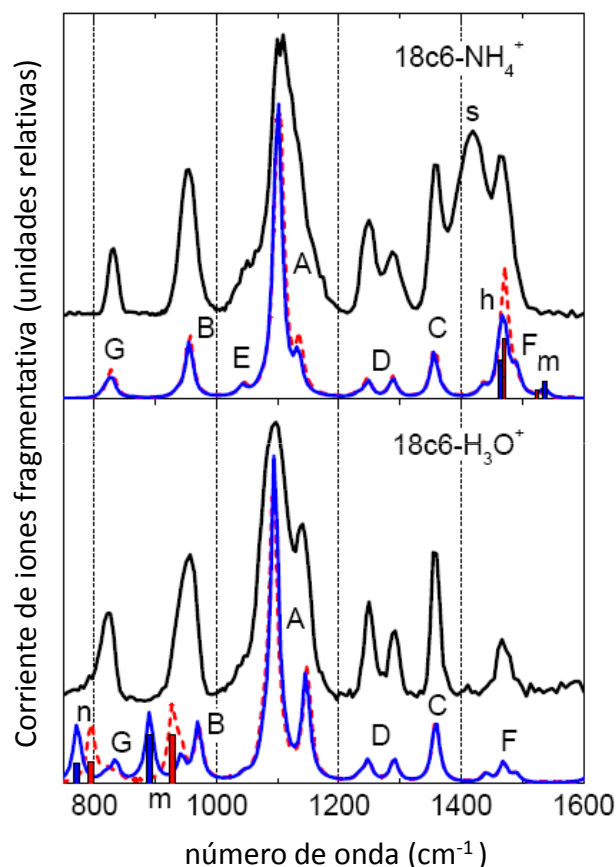 Corriente de iones fragmentativa (unidades relativas)
18c6-NH₄⁺
s
A
h
G
B
E
D
C
F
m
18c6-H₃O⁺
A
n
G
B
D
C
F
m
800 1000 1200 1400 1600
número de onda (cm⁻¹ )